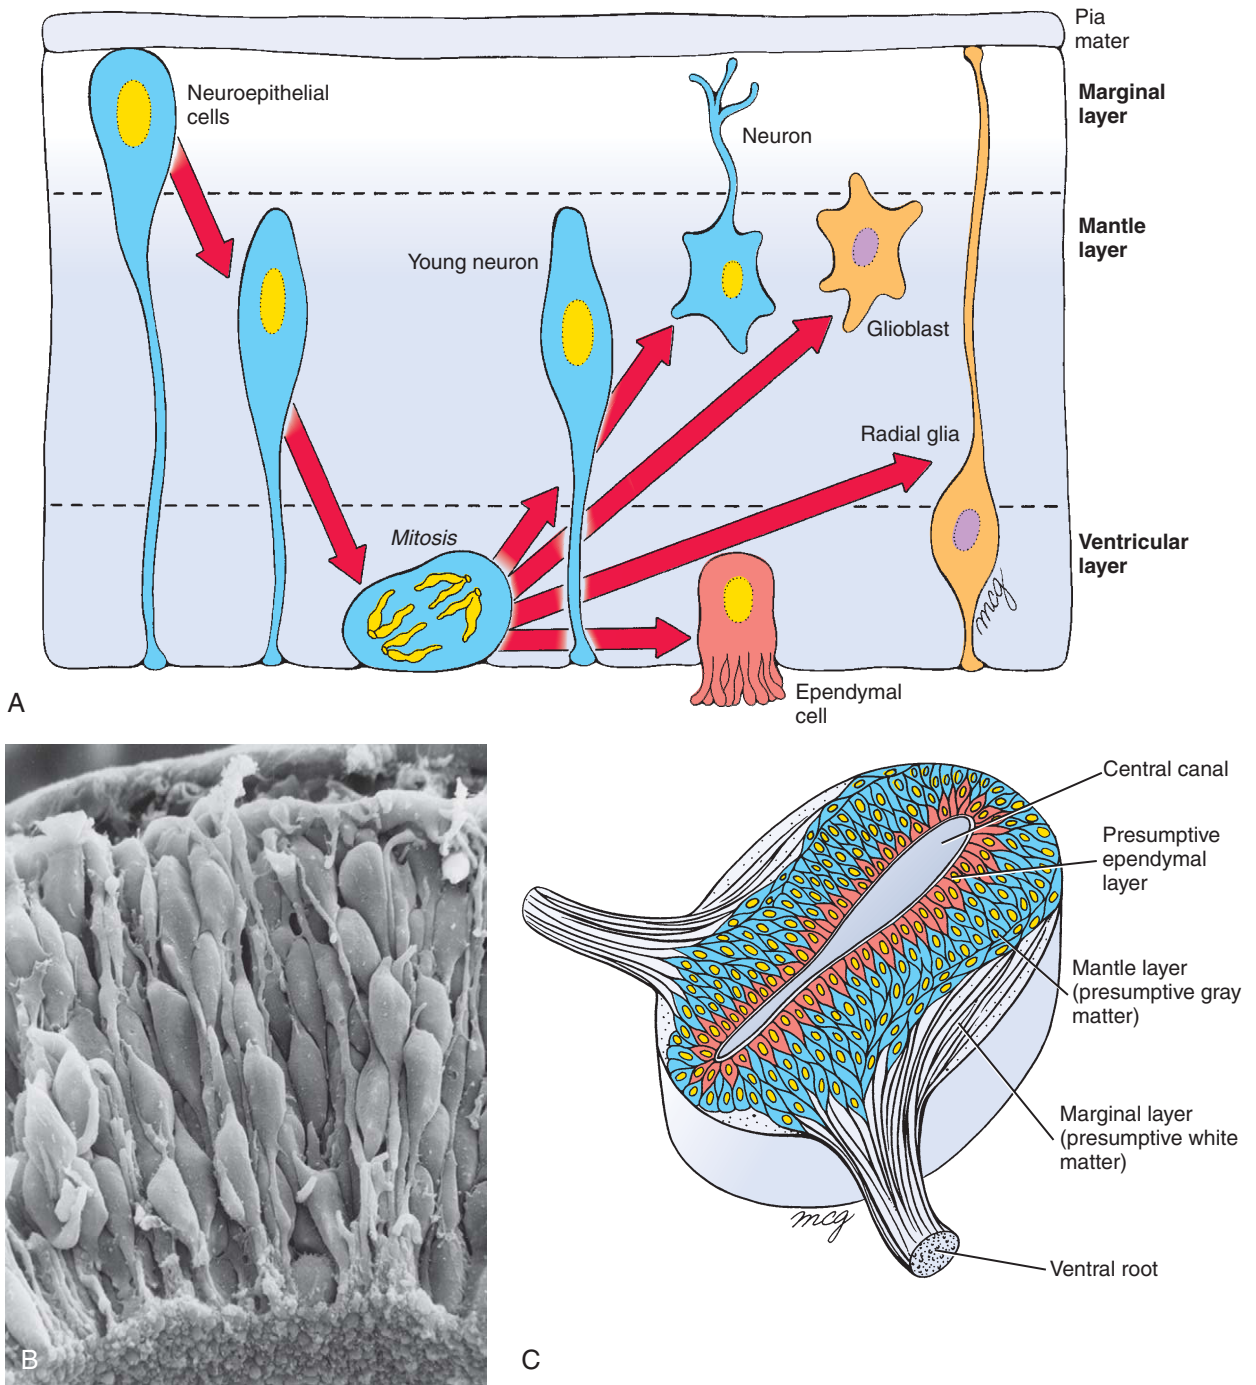 Pia
mater
Neuroepithelial
cells
Marginal
layer
Neuron
Mantle
layer
Young neuron
Glioblast
Radial glia
Mitosis
Ventricular
layer
mcg
Ependymal
cell
A
Central canal
Presumptive
ependymal
layer
Mantle layer
(presumptive gray
matter)
Marginal layer
(presumptive white
matter)
mcg
Ventral root
B
C